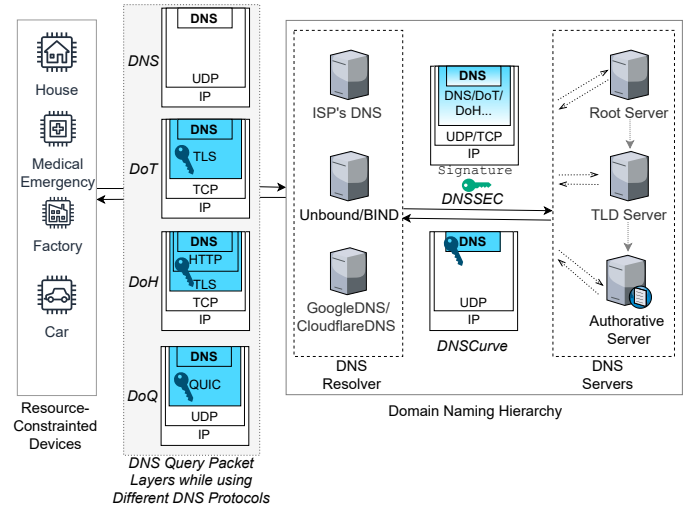 House
Medical
Emergency
Factory
Car
Resource-
Constrainted
Devices
DNS
DNS
UDP
IP
DoT
DNS
TLS
TCP
IP
DoH
DNS
HTTP
TLS
TCP
IP
DoQ
DNS
QUIC
UDP
IP
DNS Query Packet
Layers while using
Different DNS Protocols
ISP's DNS
Unbound/BIND
GoogleDNS/
CloudflareDNS
DNS
Resolver
DNS
DNS/DoT/
DoH...
UDP/TCP
IP
Signature
DNSSEC
DNS
UDP
IP
DNSCurve
Root Server
TLD Server
Authorative
Server
DNS
Servers
Domain Naming Hierarchy